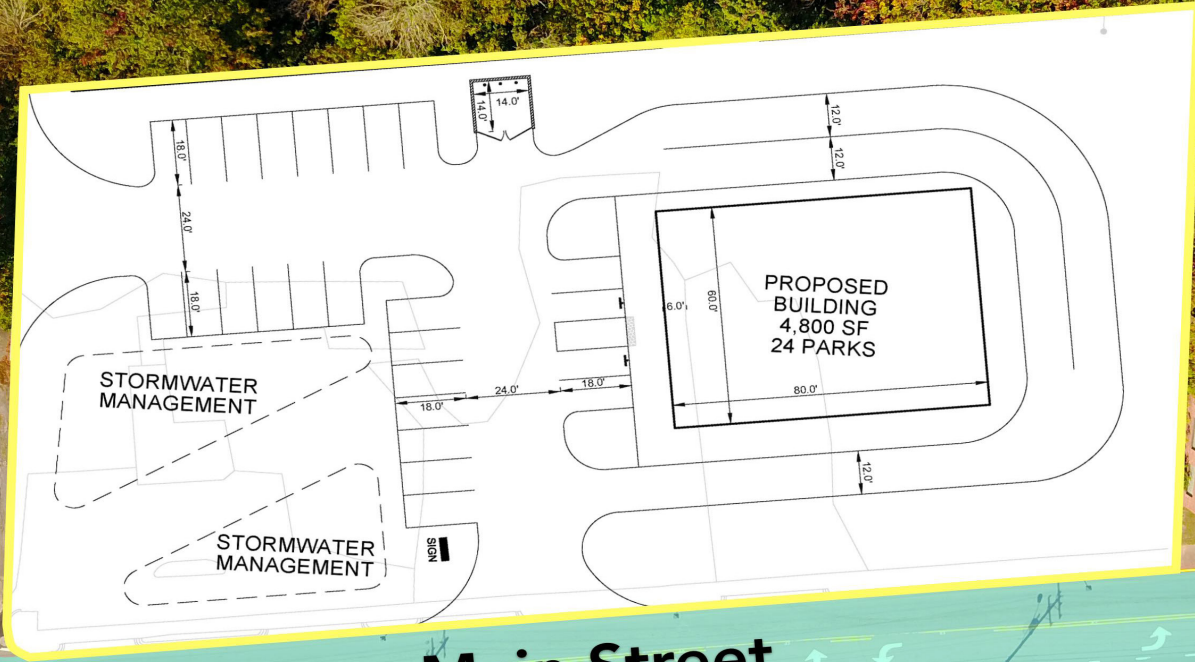 14.0'
14.0'
12.0'
12.0'
18.0'
24.0'
18.0'
6.0'
60.0'
PROPOSED
BUILDING
4,800 SF
24 PARKS
80.0'
18.0'
24.0'
18.0'
12.0'
STORMWATER
MANAGEMENT
STORMWATER
MANAGEMENT
SIGN
Main Street